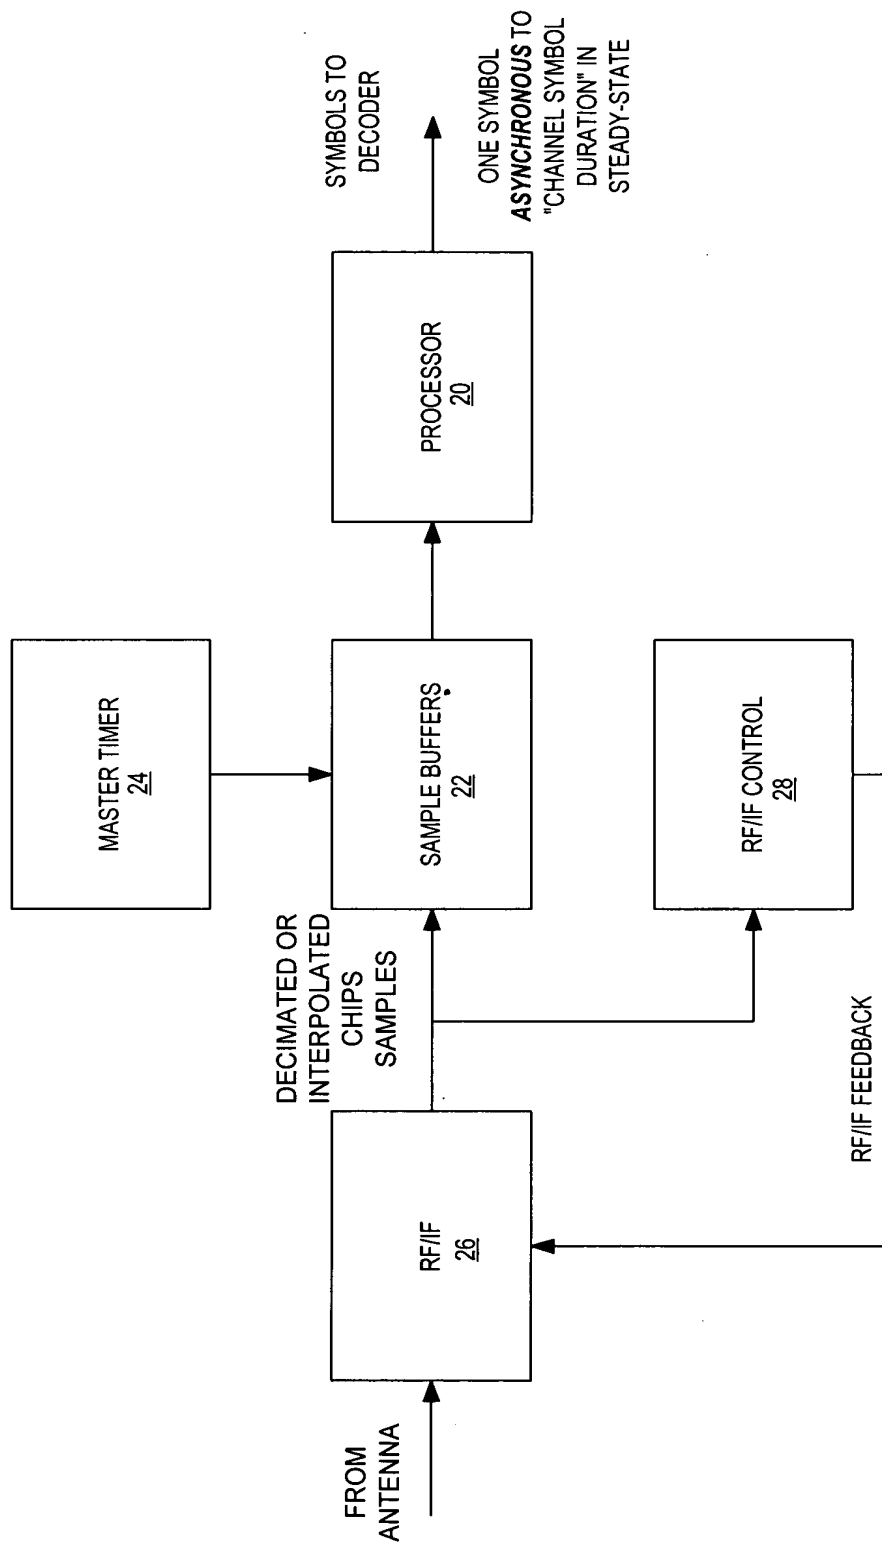 FROM
ANTENNA
RF/IF
26
DECIMATED OR
INTERPOLATED
CHIPS
SAMPLES
MASTER TIMER
24
SAMPLE BUFFERS
22
RF/IF CONTROL
28
RF/IF FEEDBACK
PROCESSOR
20
SYMBOLS TO
DECODER
ONE SYMBOL
ASYNCHRONOUS TO
"CHANNEL SYMBOL
DURATION" IN
STEADY-STATE